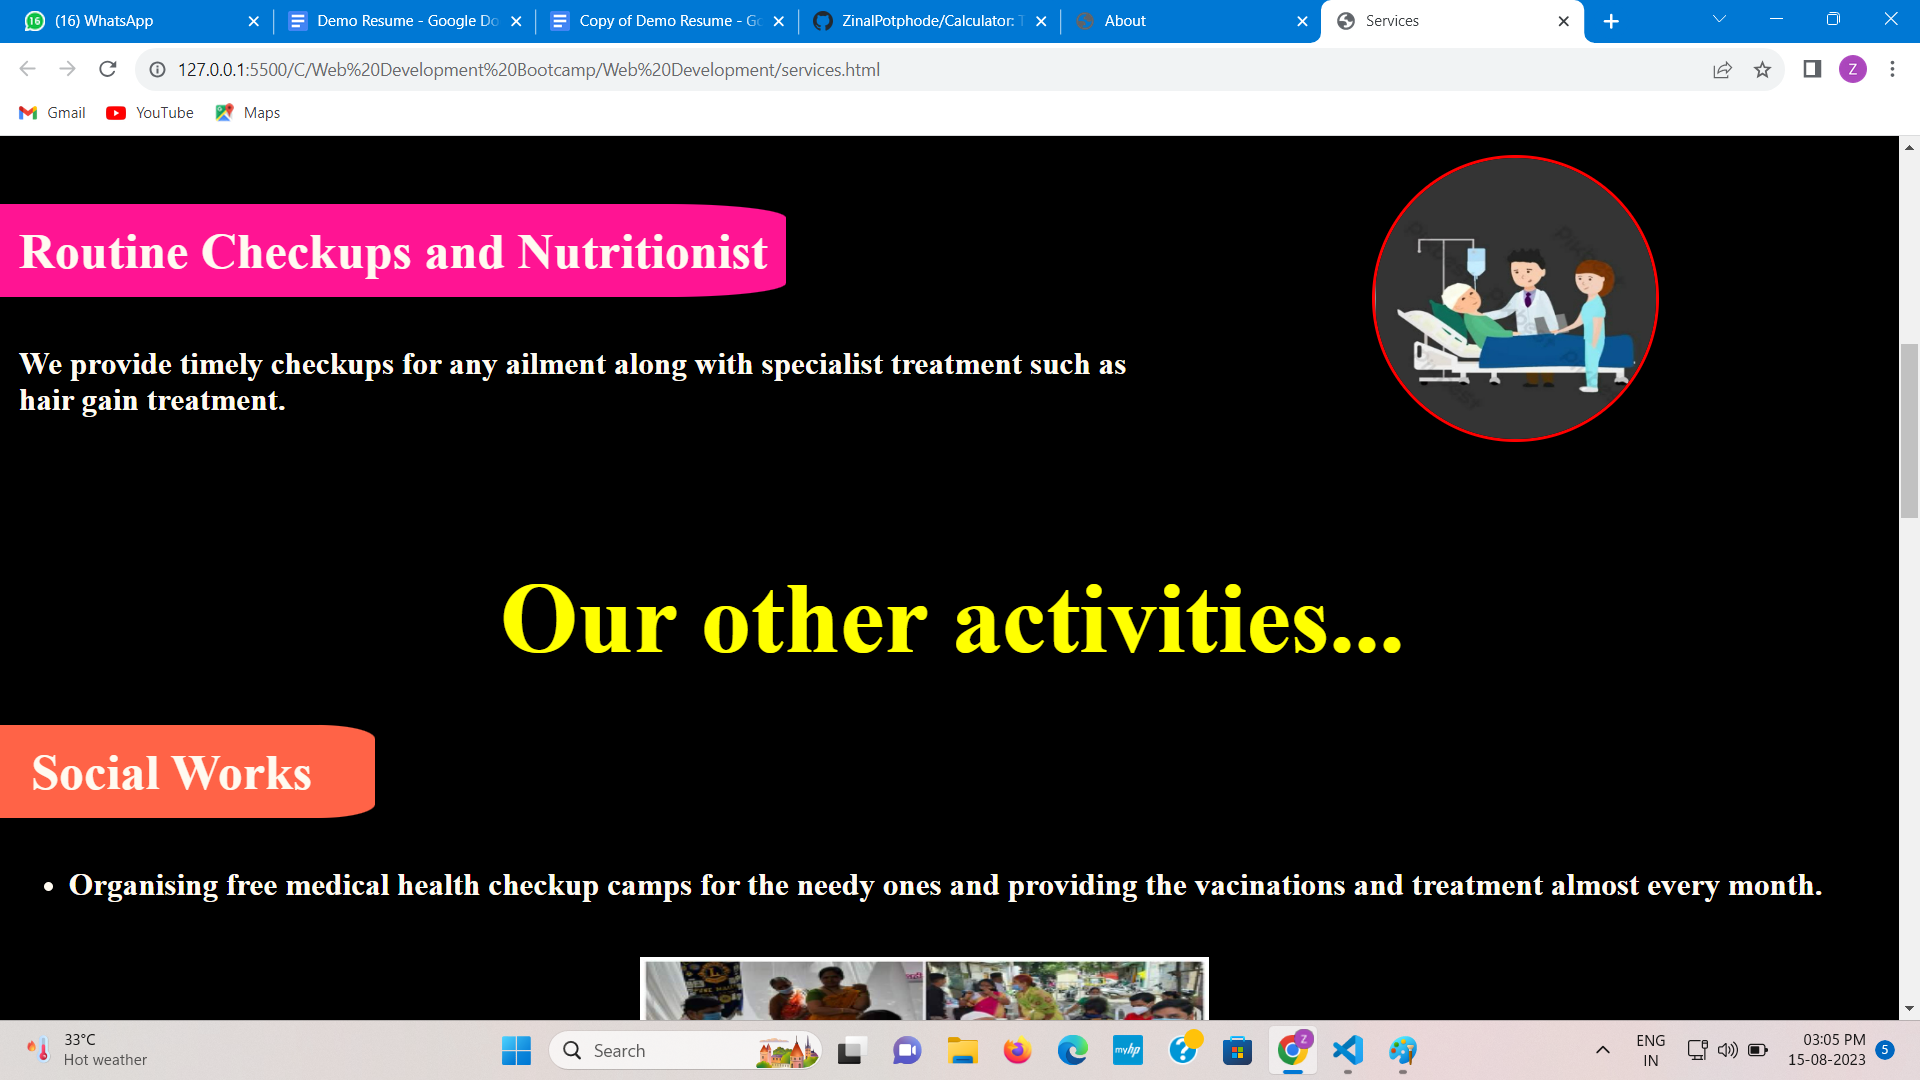 (16) WhatsApp
Demo Resume - Google Do
Copy of Demo Resume - Go
ZinalPotphode/Calculator: T
About
Services
127.0.0.1:5500/C/Web%20Development%20Bootcamp/Web%20Development/services.html
Z
Gmail
YouTube
Maps
Routine Checkups and Nutritionist
We provide timely checkups for any ailment along with specialist treatment such as
hair gain treatment.
Our other activities...
Social Works
• Organising free medical health checkup camps for the needy ones and providing the vacinations and treatment almost every month.
33°C
Hot weather
Search
myhp
Z
ENG
IN
03:05 PM
15-08-2023
5